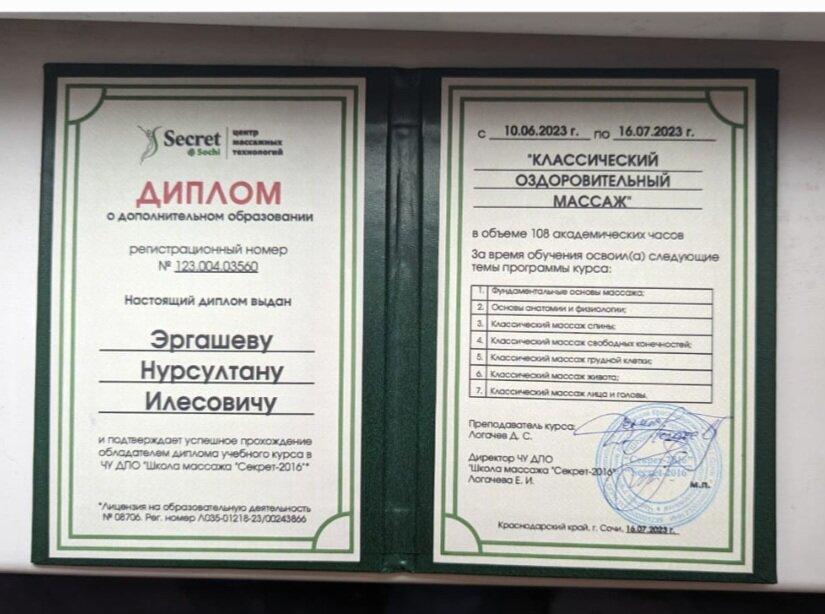 Secret
@ Sochi
центр
массажных
технологий
ДИПЛОМ
о дополнительном образовании
регистрационный номер
№ 123.004.03560
Настоящий диплом выдан
Эргашеву
Нурсултану
Илесовичу
и подтверждает успешное прохождение
обладателем диплома учебного курса в
ЧУ ДПО "Школа массажа "Секрет-2016"*
*Лицензия на образовательную деятельность
№ 08706. Рег. номер Л035-01218-23/00243866
с 10.06.2023 г. по 16.07.2023 г.
"КЛАССИЧЕСКИЙ
ОЗДОРОВИТЕЛЬНЫЙ
МАССАЖ"
в объеме 108 академических часов
За время обучения освоил(а) следующие
темы программы курса:
1. Фундаментальные основы массажа;
2. Основы анатомии и физиологии;
3. Классический массаж спины;
4. Классический массаж свободных конечностей;
5. Классический массаж грудной клетки;
6. Классический массаж живота;
7. Классический массаж лица и головы.
Преподаватель курса:
Логачев Д. С.
Директор ЧУ ДПО
"Школа массажа "Секрет-2016"
Логачева Е. И.
Секрет-2016
м.п.
Краснодарский край, г. Сочи, 16.07.2023 г.